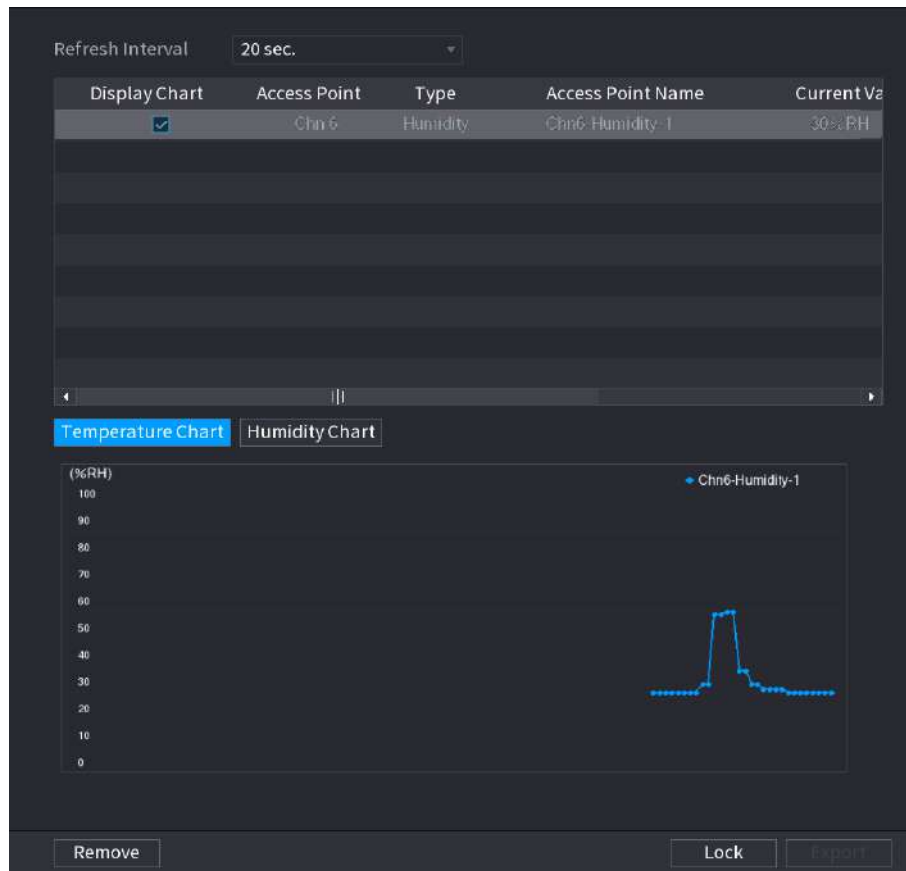 Refresh Interval 20 sec.
Display Chart Access Point Type Access Point Name Current Va
Chn 6 Humidity Chn6-Humidity-1 30% RH
Temperature Chart Humidity Chart
(%RH)
Chn6-Humidity-1
100
90
80
70
60
50
40
30
20
10
0
Remove Lock Export